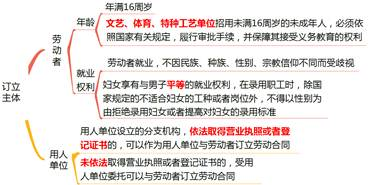 年满16周岁
年龄
文艺、体育、特种工艺单位招用未满16周岁的未成年人，必须依
照国家有关规定，履行审批手续，并保障其接受义务教育的权利
劳动者
劳动者就业，不因民族、种族、性别、宗教信仰不同而受歧视
就业
权利
妇女享有与男子平等的就业权利，在录用职工时，除国
家规定的不适合妇女的工种或者岗位外，不得以性别为
由拒绝录用妇女或者提高对妇女的录用标准
订立
主体
用人单位设立的分支机构，依法取得营业执照或者登
记证书的，可以作为用人单位与劳动者订立劳动合同
用人
单位
未依法取得营业执照或者登记证书的，受用
人单位委托可以与劳动者订立劳动合同